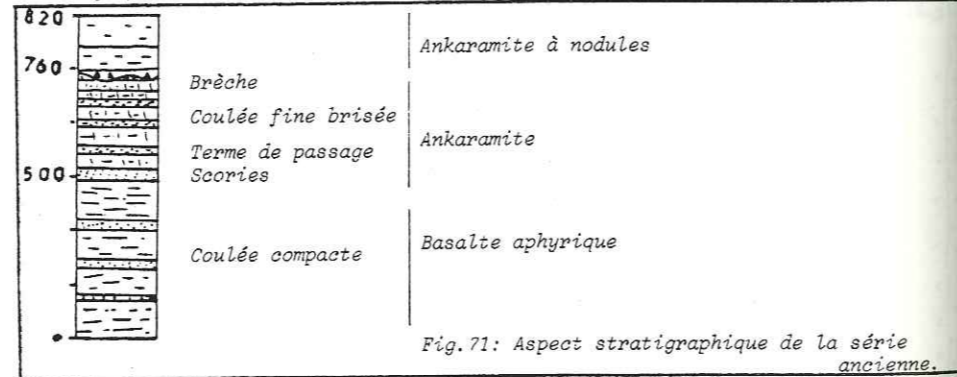 820
Ankaramite à nodules
760
Brèche
Coulée fine brisée
Ankaramite
Terme de passage
500
Scories
Basalte aphyrique
Coulée compacte
Fig.71: Aspect stratigraphique de la série
ancienne.